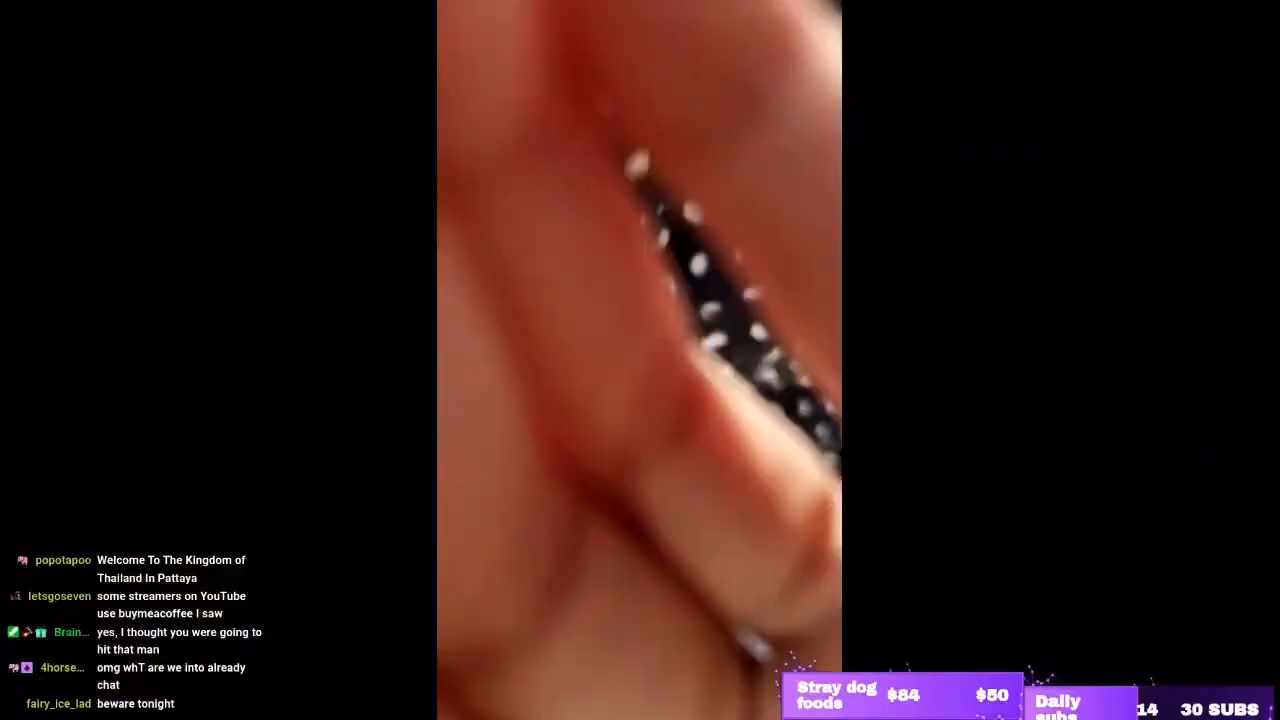 popotapoo Welcome To The Kingdom of
Thailand In Pattaya
letsgoseven some streamers on YouTube
use buymeacoffee I saw
Brain... yes, I thought you were going to
hit that man
4horse... omg whT are we into already
chat
fairy_ice_lad beware tonight
Stray dog foods $84 $50
Daily subs 14 30 SUBS